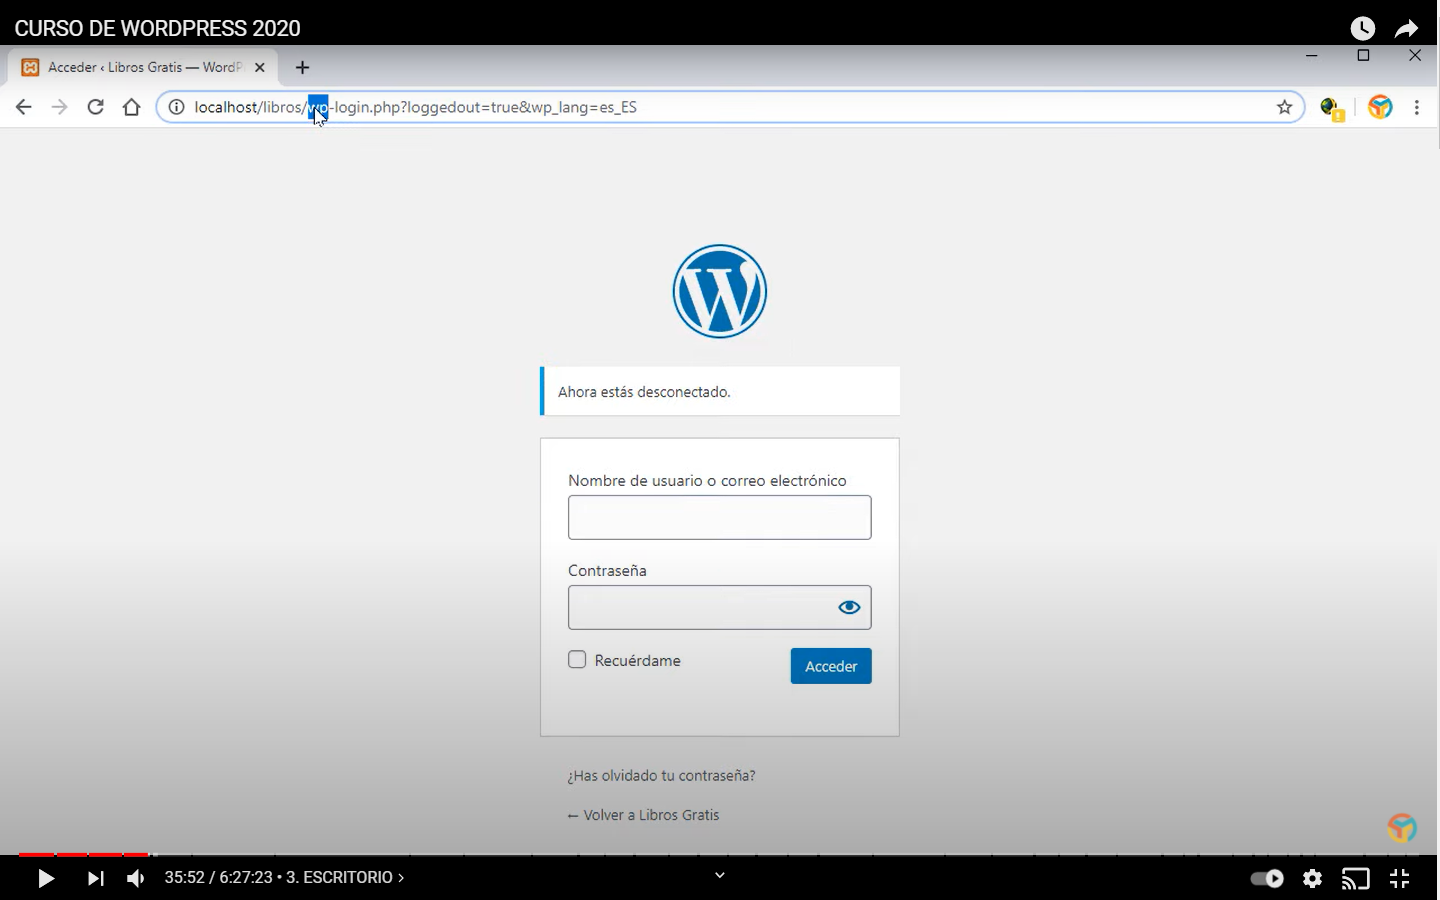 CURSO DE WORDPRESS 2020
Acceder ‹ Libros Gratis — WordP
localhost/libros/wp-login.php?loggedout=true&wp_lang=es_ES
Ahora estás desconectado.
Nombre de usuario o correo electrónico
Contraseña
Recuérdame
Acceder
¿Has olvidado tu contraseña?
← Volver a Libros Gratis
35:52 / 6:27:23 • 3. ESCRITORIO >